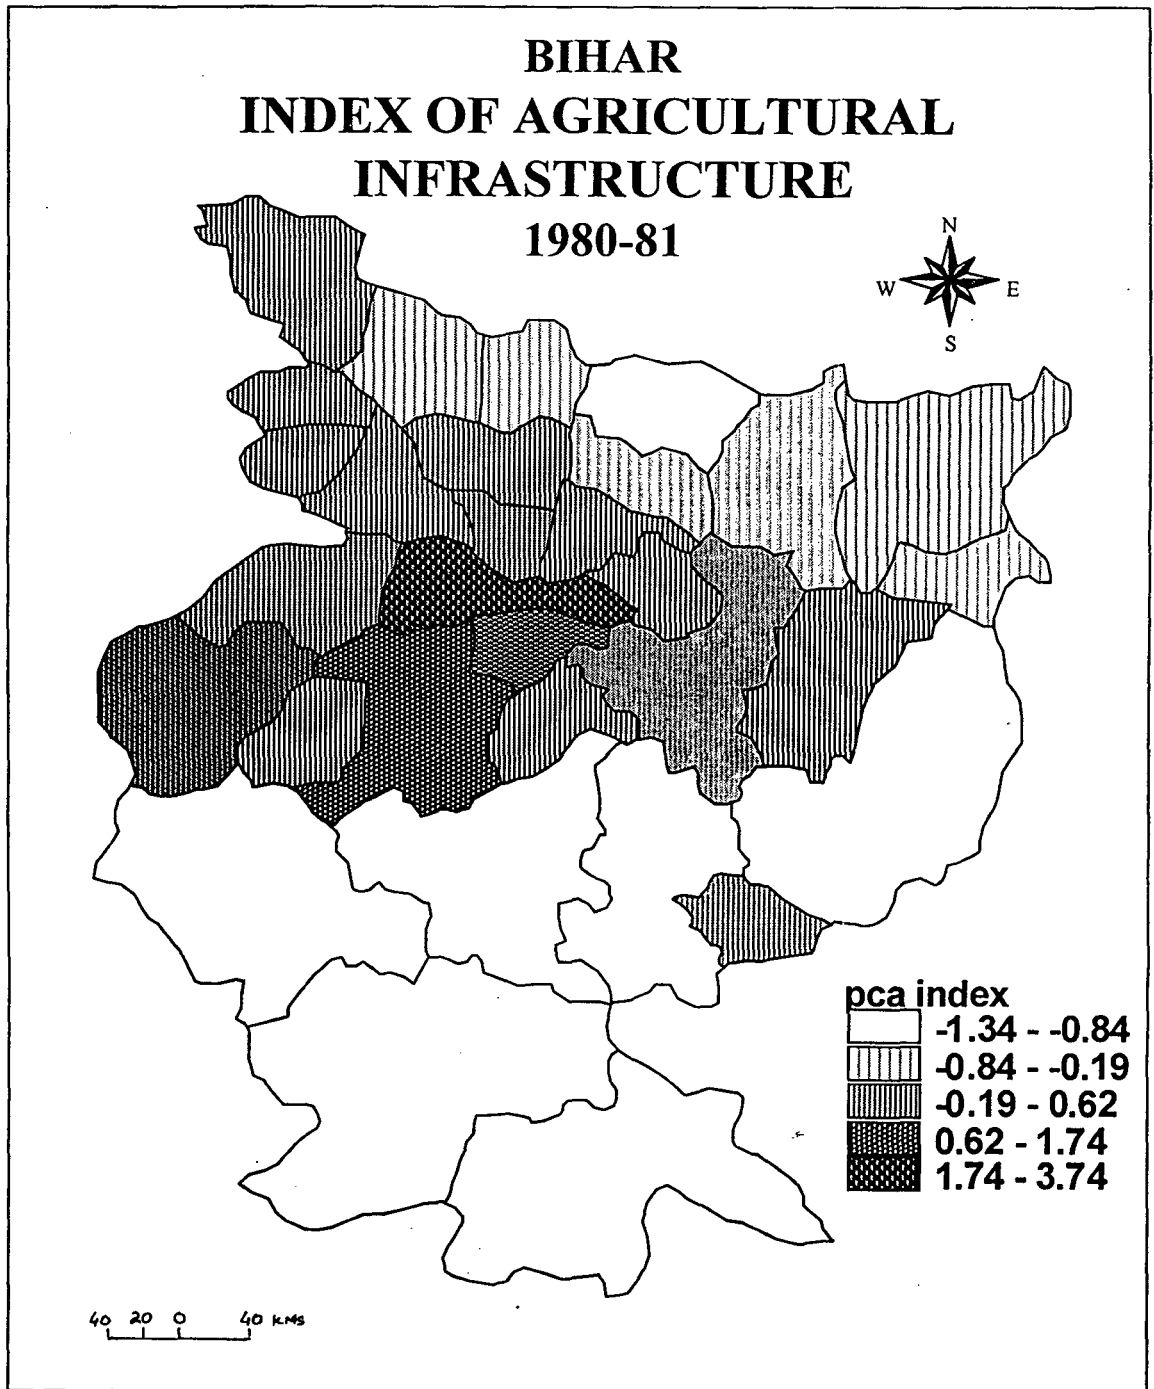 BIHAR
INDEX OF AGRICULTURAL
INFRASTRUCTURE
1980-81
N
W E
S
pca index
-1.34 - -0.84
-0.84 - -0.19
-0.19 - 0.62
0.62 - 1.74
1.74 - 3.74
40 20 0 40 KMS